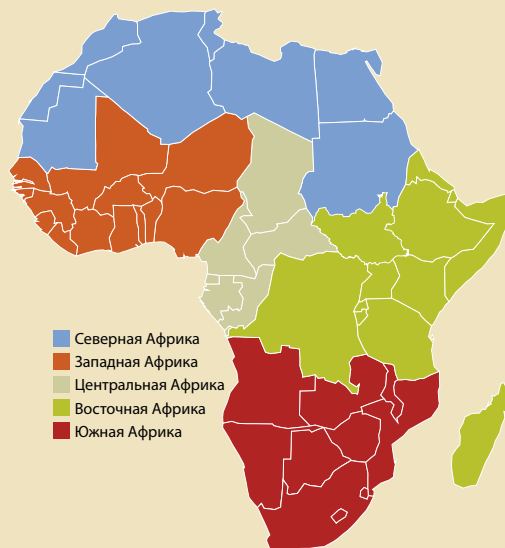 Северная Африка
Западная Африка
Центральная Африка
Восточная Африка
Южная Африка